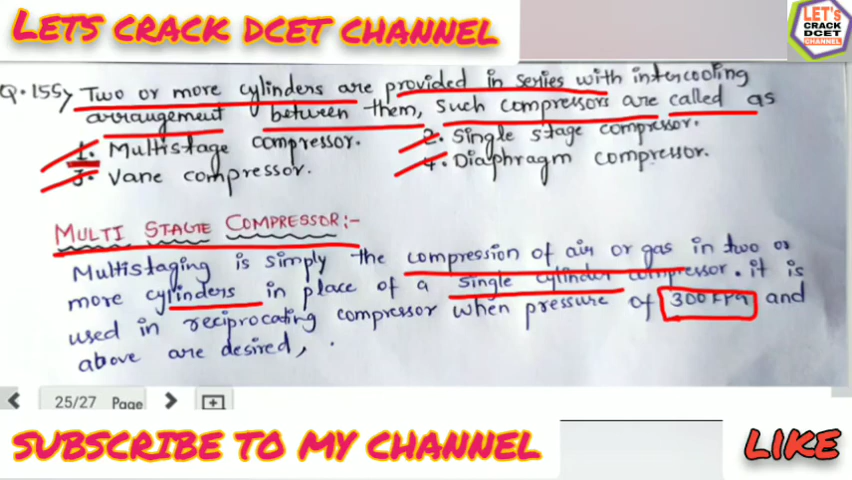 LETS CRACK DCET CHANNEL
LET'S
CRACK
DCET
CHANNEL
Q.155) Two or more cylinders are provided in series with intercooling
arrangement between them, such compressors are called as
1. Multistage compressor. 2. Single stage compressor.
3. Vane compressor. 4. Diaphragm compressor.
MULTI STAGE COMPRESSOR:-
Multistaging is simply the compression of air or gas in two or
more cylinders in place of a single cylinder compressor. it is
used in reciprocating compressor when pressure of 300 kPa and
above are desired,
25/27 Page
SUBSCRIBE TO MY CHANNEL
LIKE